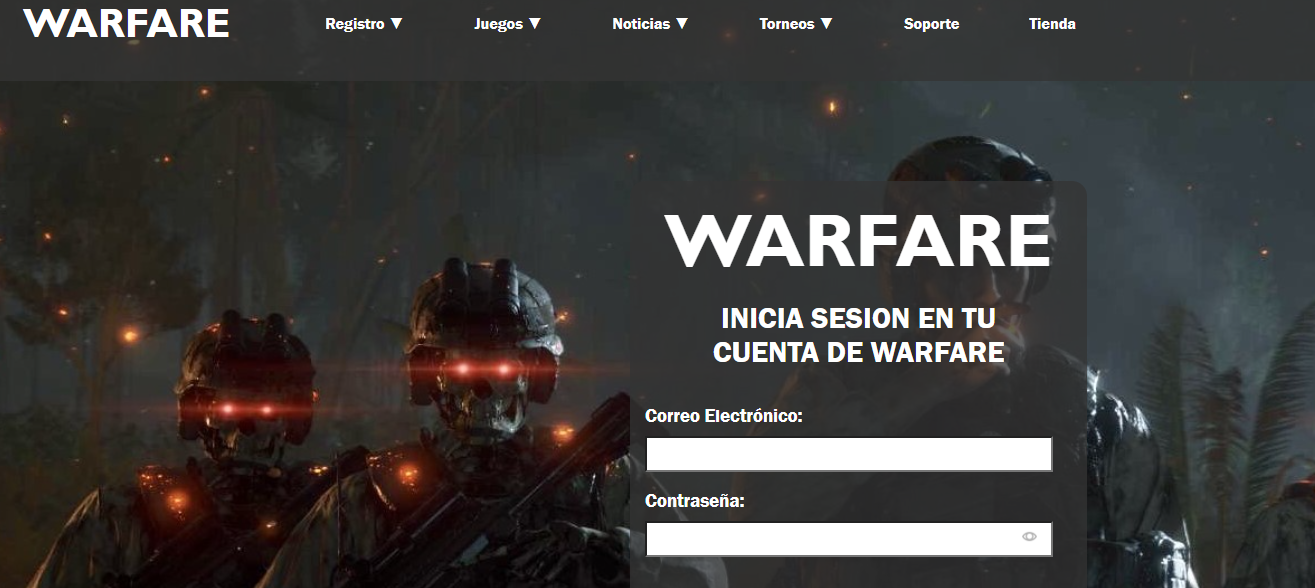 WARFARE
Registro ▼ Juegos ▼ Noticias ▼ Torneos ▼ Soporte Tienda
WARFARE
INICIA SESION EN TU
CUENTA DE WARFARE
Correo Electrónico:
Contraseña: